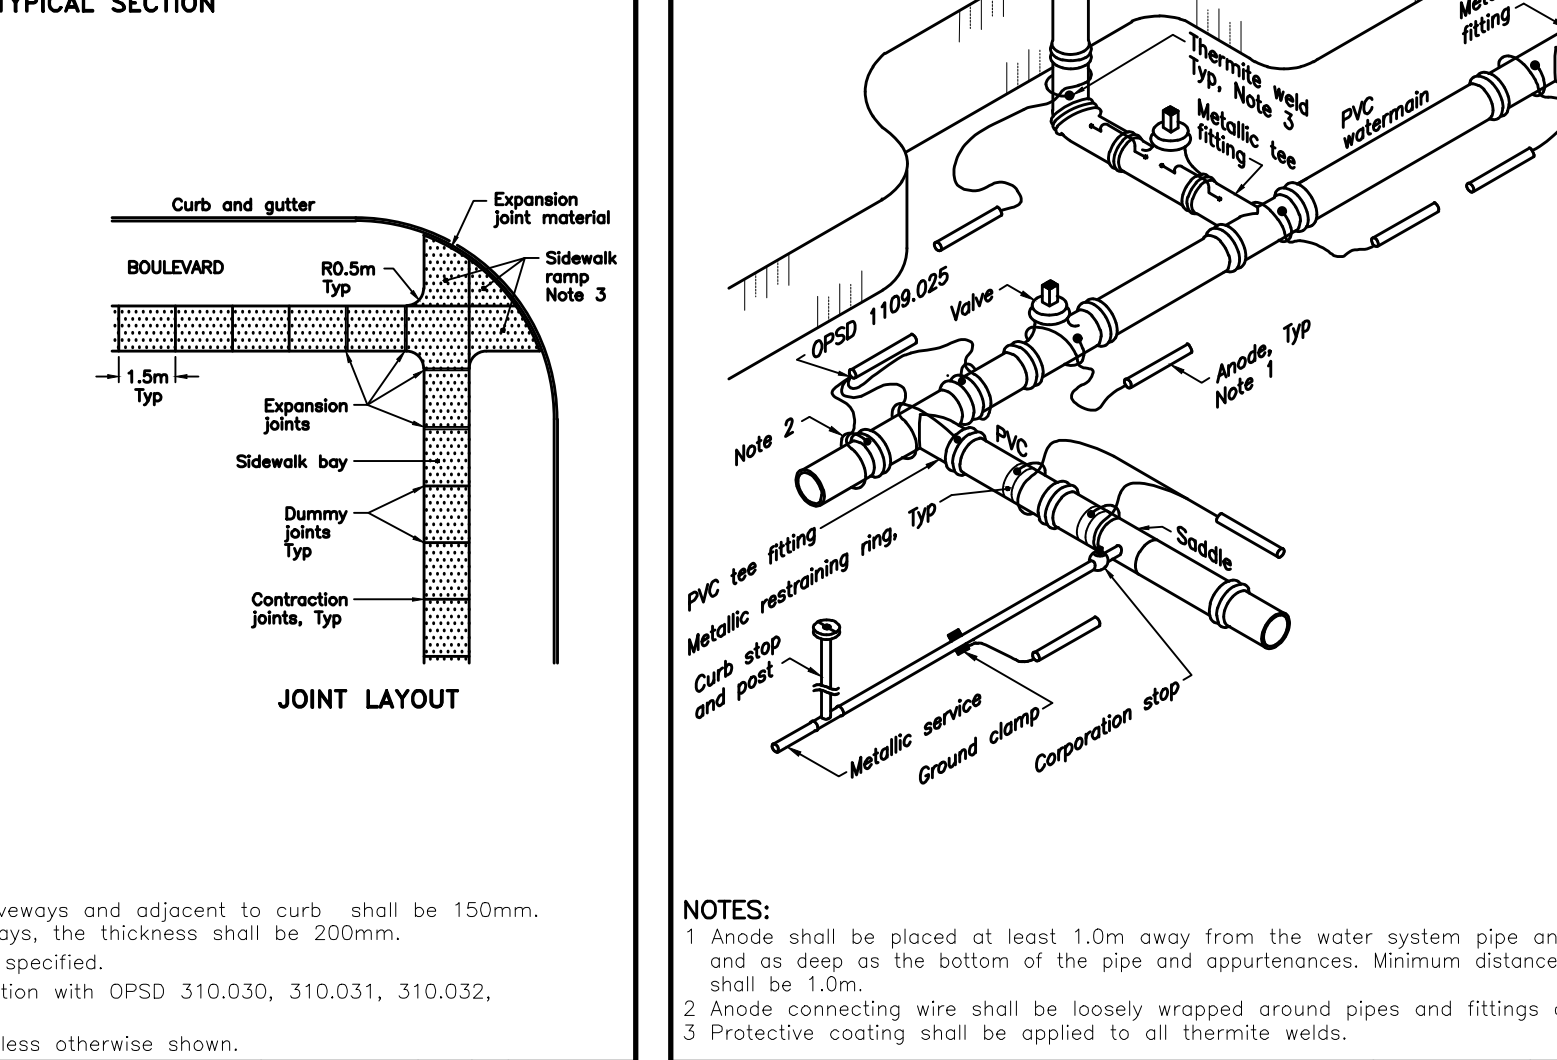 TYPICAL SECTION
Curb and gutter
Expansion
joint material
BOULEVARD
R0.5m
Typ
Sidewalk
ramp
Note 3
1.5m
Typ
Expansion
joints
Sidewalk bay
Dummy
joints
Typ
Contraction
joints, Typ
JOINT LAYOUT
veways and adjacent to curb shall be 150mm.
ays, the thickness shall be 200mm.
specified.
tion with OPSD 310.030, 310.031, 310.032,
less otherwise shown.
fitting
Thermite weld
Typ, Note 3
Metallic tee
fitting
PVC
watermain
OPSD 1109.025
Valve
Anode, Typ
Note 1
Note 2
PVC
PVC tee fitting
Metallic restraining ring, Typ
Saddle
Curb stop
and post
Metallic service
Ground clamp
Corporation stop
NOTES:
1 Anode shall be placed at least 1.0m away from the water system pipe an
and as deep as the bottom of the pipe and appurtenances. Minimum distance
shall be 1.0m.
2 Anode connecting wire shall be loosely wrapped around pipes and fittings
3 Protective coating shall be applied to all thermite welds.